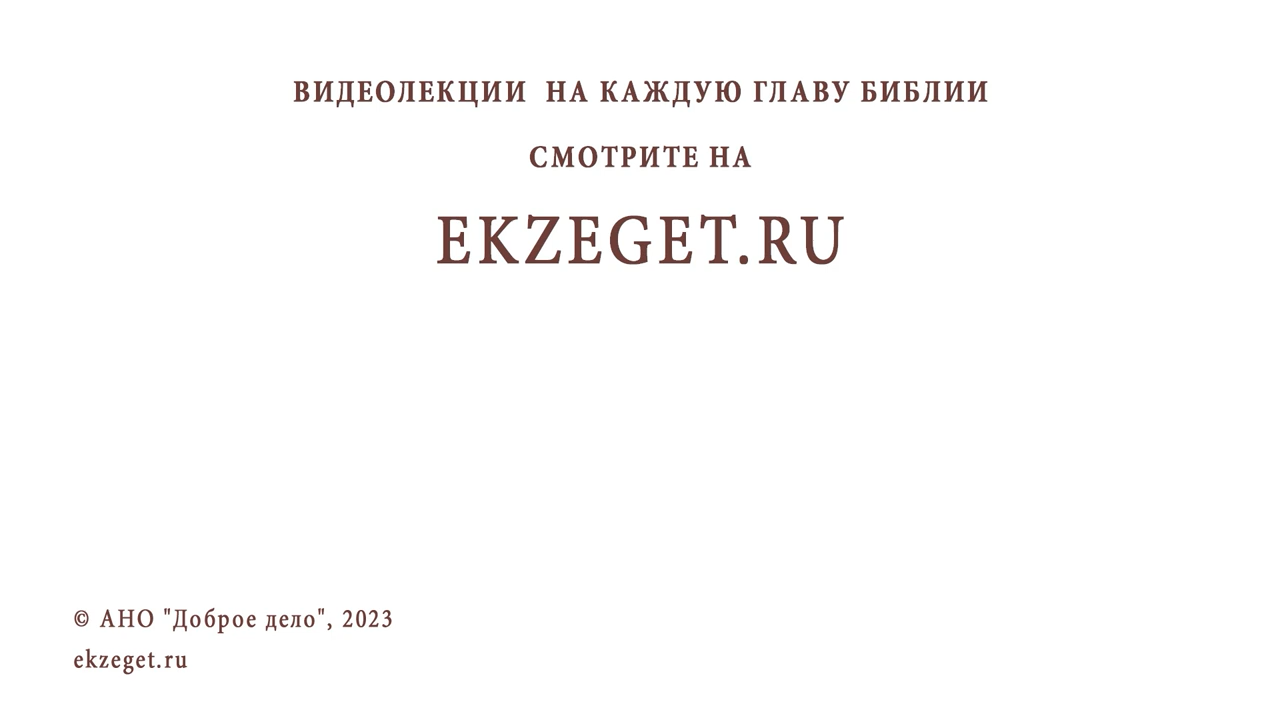 ВИДЕОЛЕКЦИИ НА КАЖДУЮ ГЛАВУ БИБЛИИ
СМОТРИТЕ НА
EKZEGET.RU
© АНО "Доброе дело", 2023
ekzeget.ru